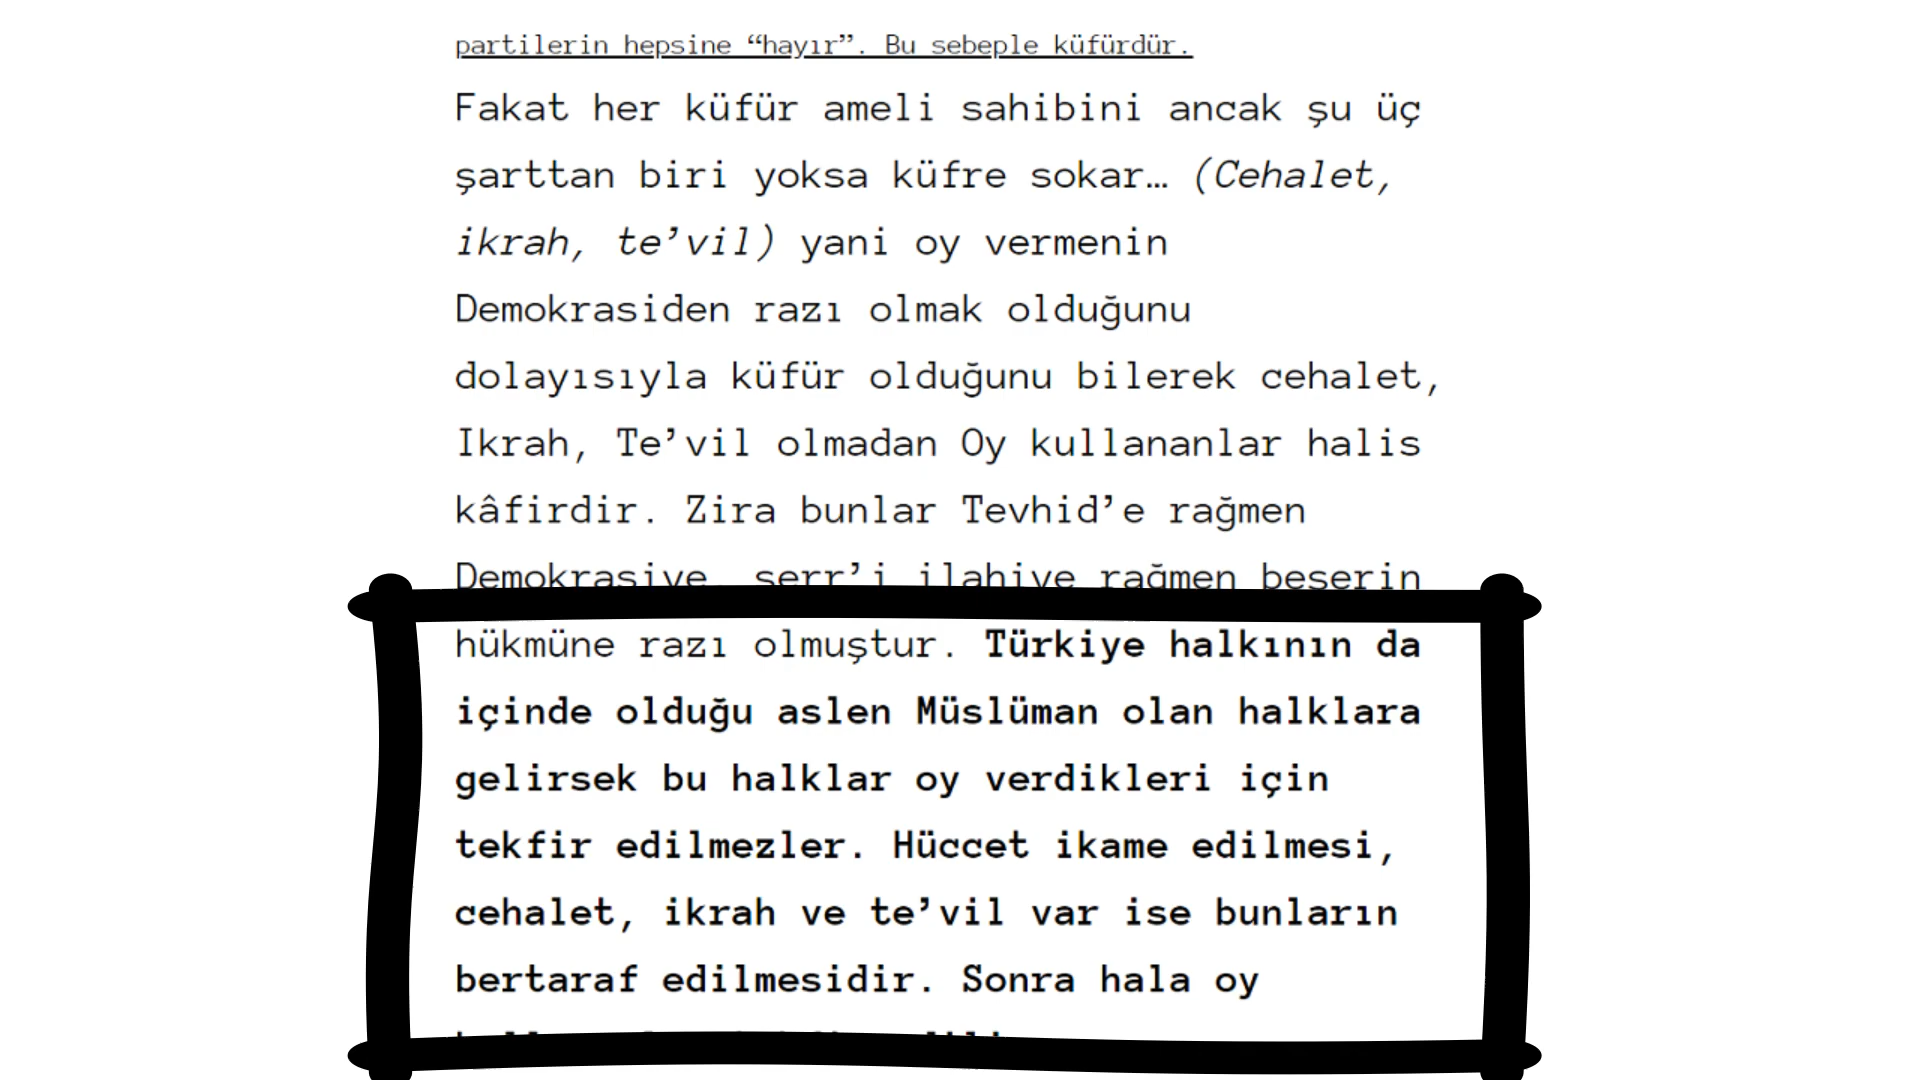 partilerin hepsine “hayır”. Bu sebeple küfürdür.
Fakat her küfür ameli sahibini ancak şu üç
şarttan biri yoksa küfre sokar… (Cehalet,
ikrah, te’vil) yani oy vermenin
Demokrasiden razı olmak olduğunu
dolayısıyla küfür olduğunu bilerek cehalet,
Ikrah, Te’vil olmadan Oy kullananlar halis
kâfirdir. Zira bunlar Tevhid’e rağmen
Demokrasiye, şerr’i ilahiye rağmen beşerin
hükmüne razı olmuştur. Türkiye halkının da
içinde olduğu aslen Müslüman olan halklara
gelirsek bu halklar oy verdikleri için
tekfir edilmezler. Hüccet ikame edilmesi,
cehalet, ikrah ve te’vil var ise bunların
bertaraf edilmesidir. Sonra hala oy